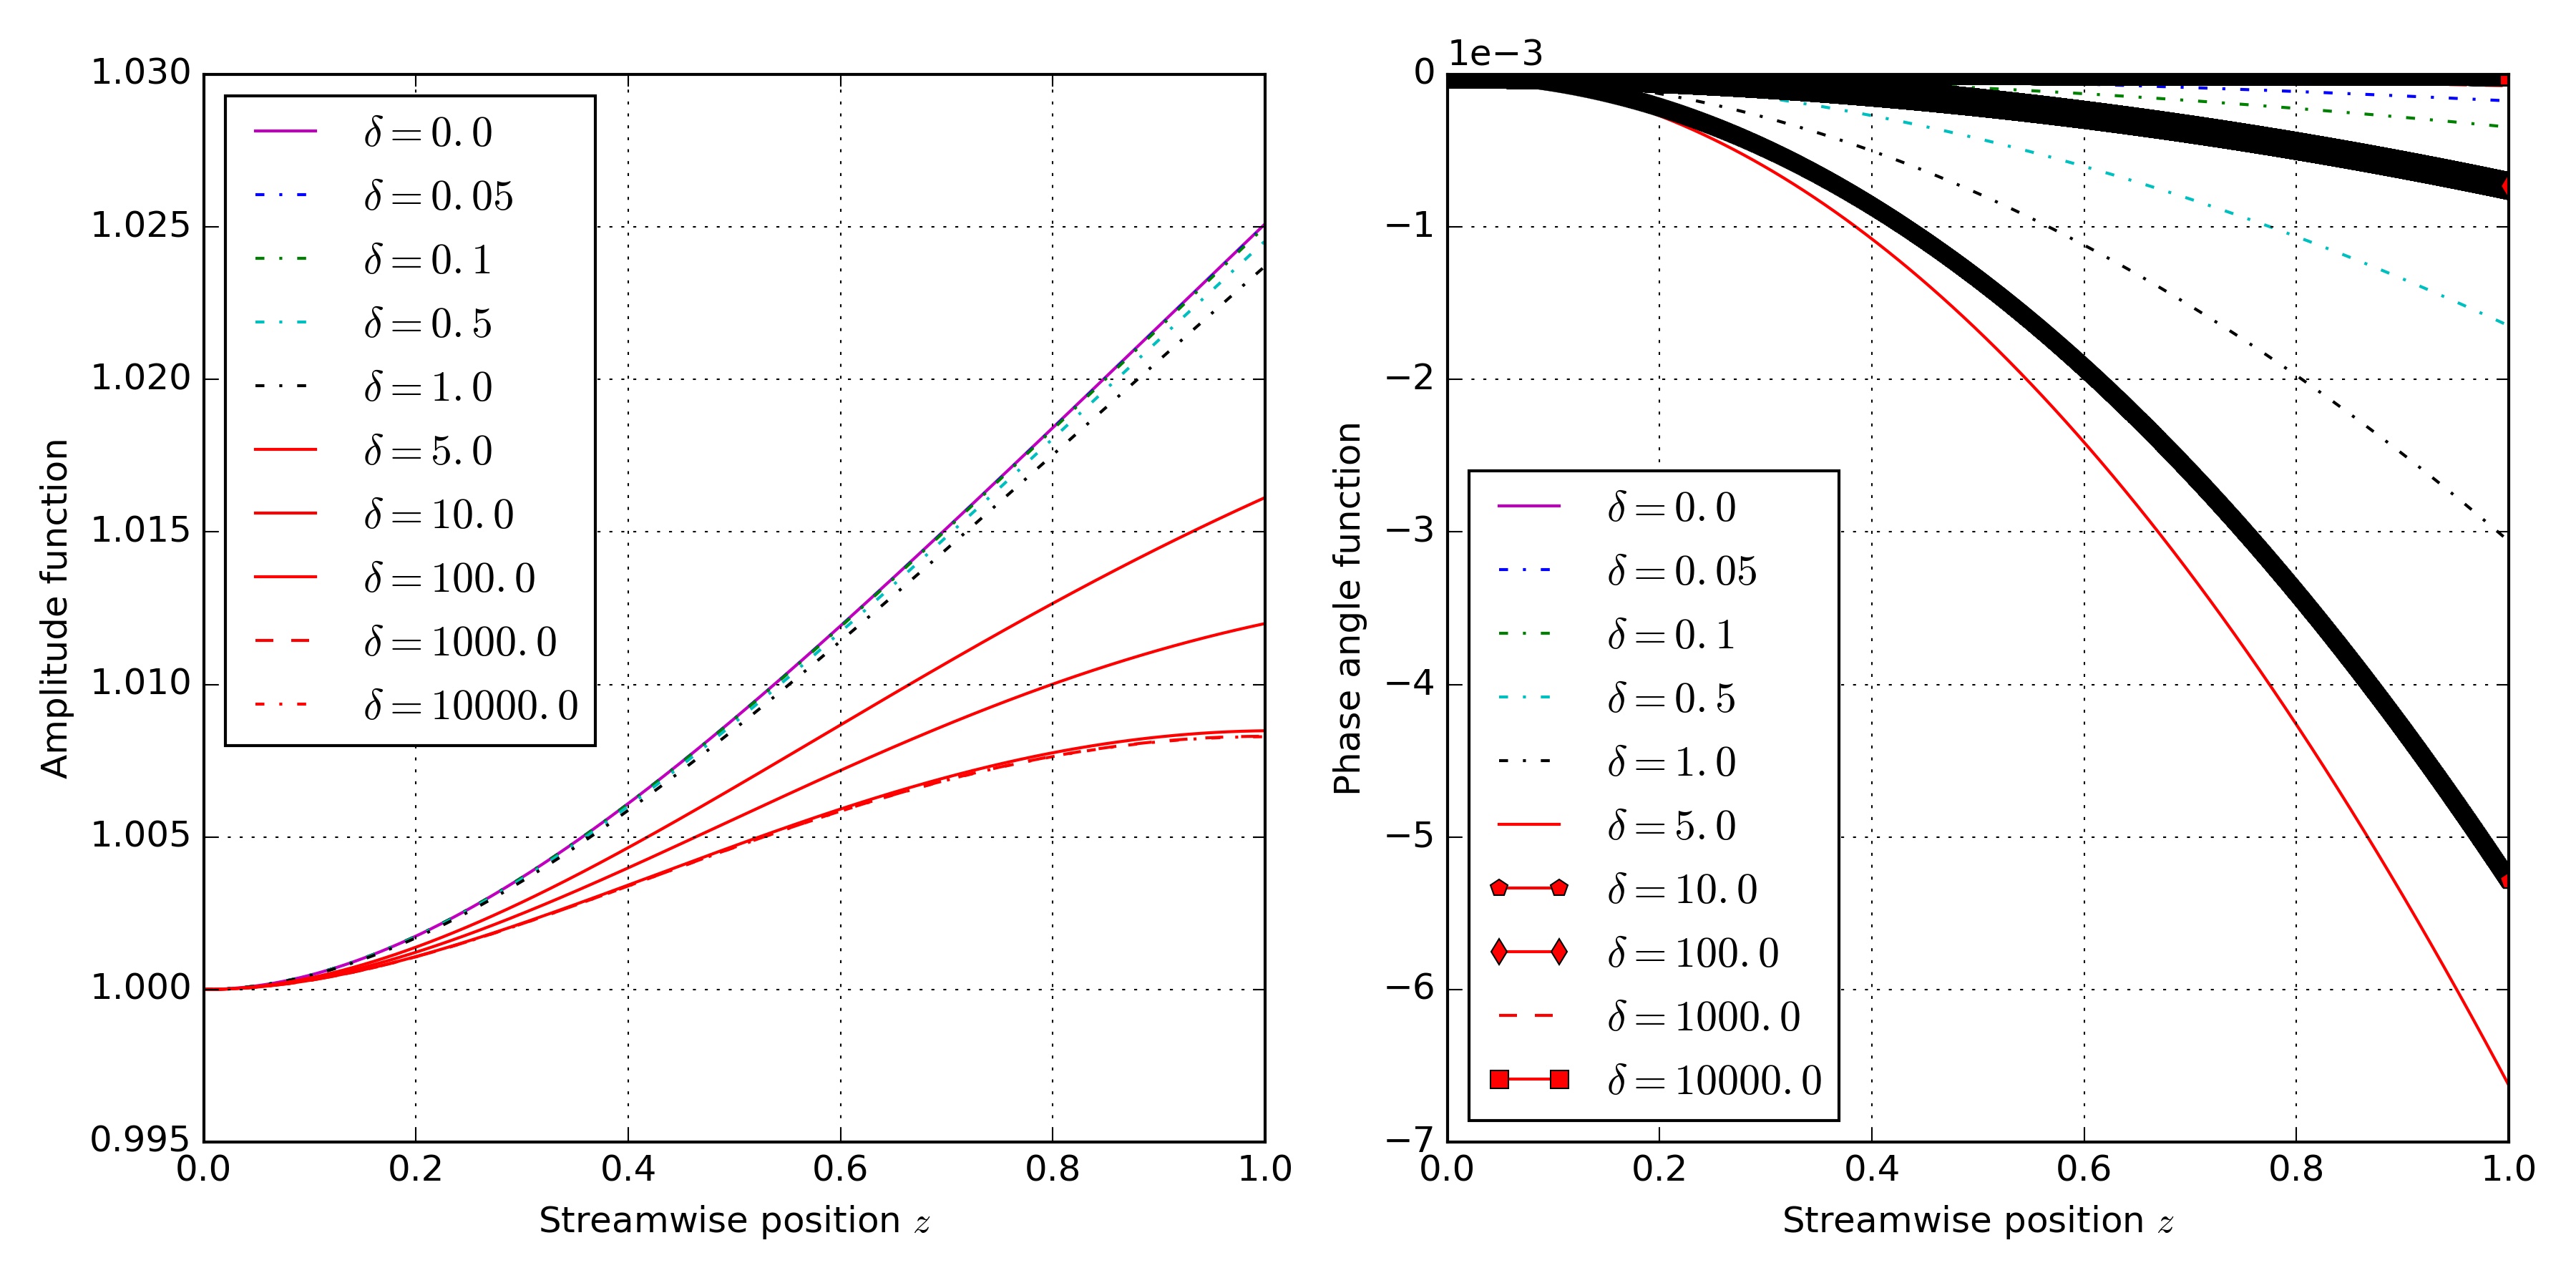 1.030
1.025
1.020
1.015
1.010
1.005
1.000
0.995
Amplitude function
δ = 0.0
δ = 0.05
δ = 0.1
δ = 0.5
δ = 1.0
δ = 5.0
δ = 10.0
δ = 100.0
δ = 1000.0
δ = 10000.0
0.0 0.2 0.4 0.6 0.8 1.0
Streamwise position z
1e−3
0
−1
−2
−3
−4
−5
−6
−7
Phase angle function
δ = 0.0
δ = 0.05
δ = 0.1
δ = 0.5
δ = 1.0
δ = 5.0
δ = 10.0
δ = 100.0
δ = 1000.0
δ = 10000.0
0.0 0.2 0.4 0.6 0.8 1.0
Streamwise position z